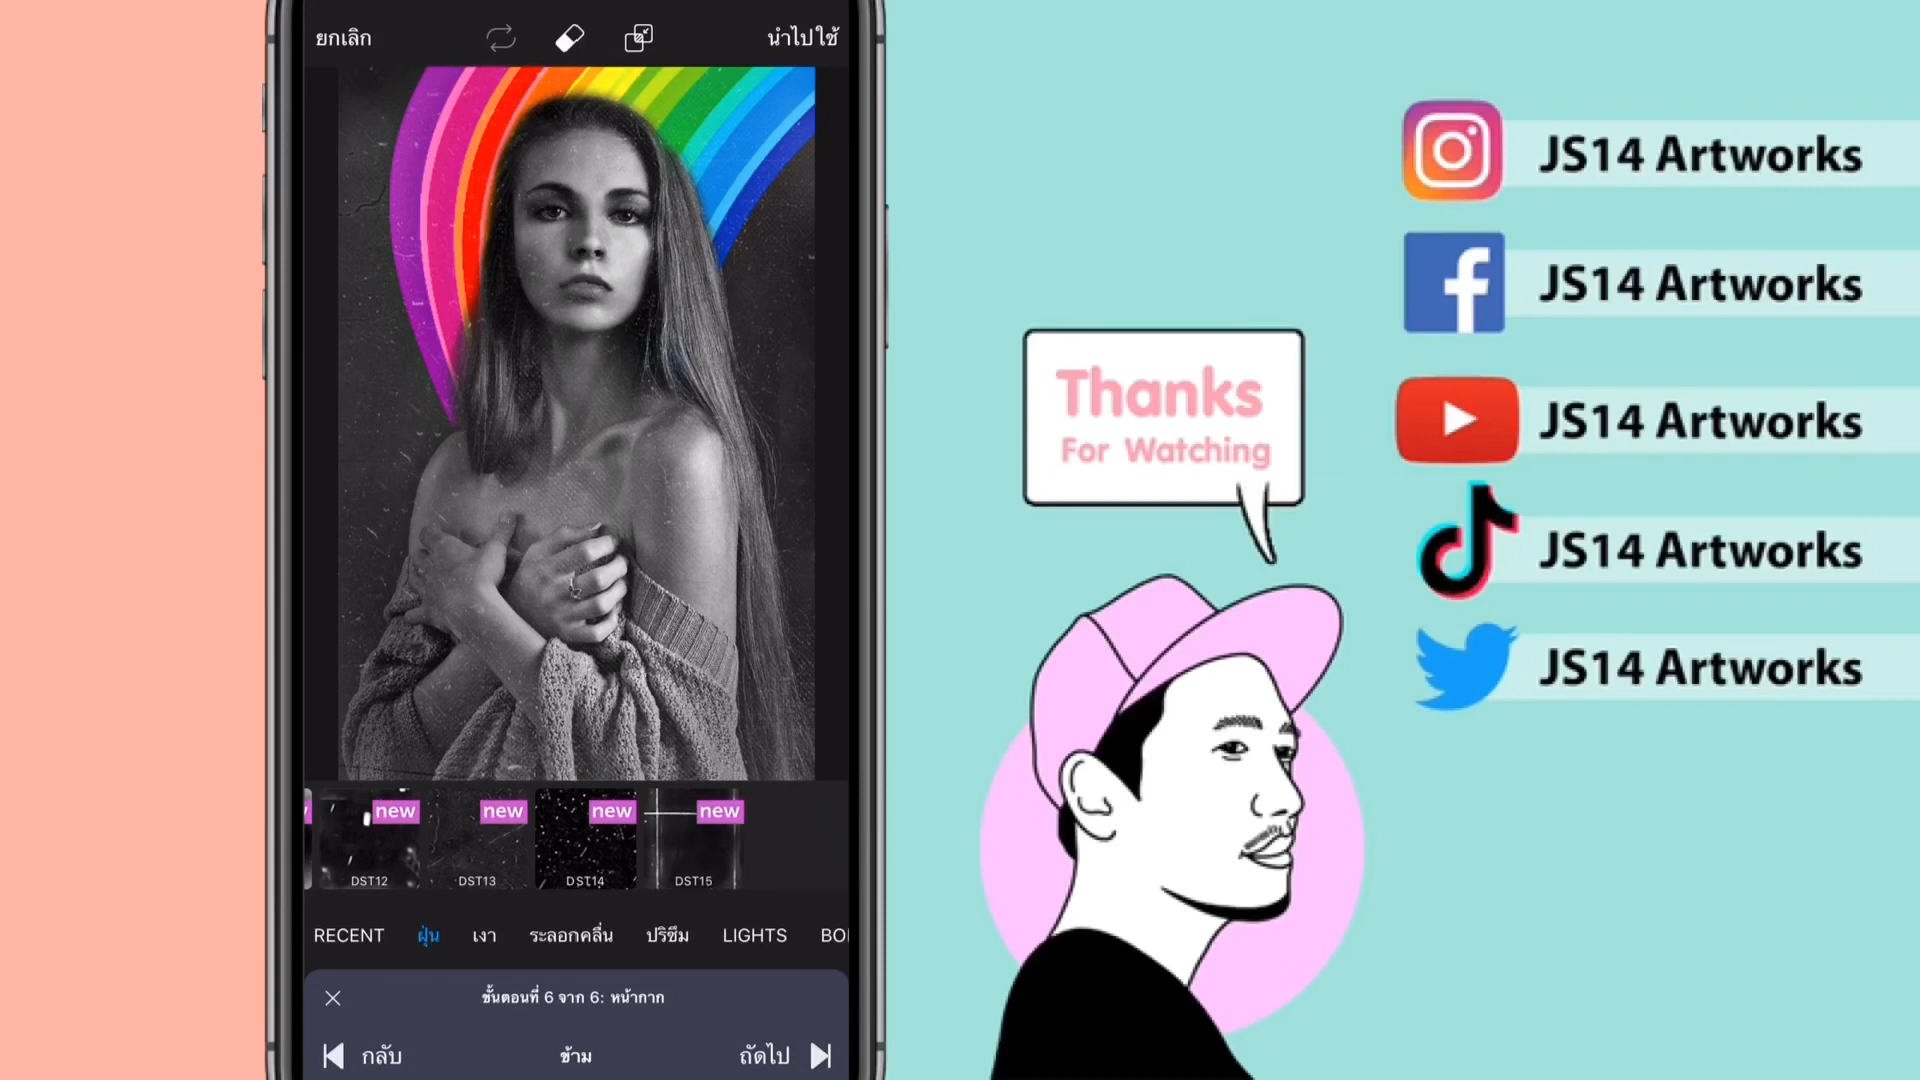 ยกเลิก
นำไปใช้
new
new
new
new
DST12
DST13
DST14
DST15
RECENT
ฝุ่น
เงา
ระลอกคลื่น
ปริซึม
LIGHTS
ขั้นตอนที่ 6 จาก 6: หน้ากาก
กลับ
ข้าม
ถัดไป
Thanks
For Watching
JS14 Artworks
JS14 Artworks
JS14 Artworks
JS14 Artworks
JS14 Artworks